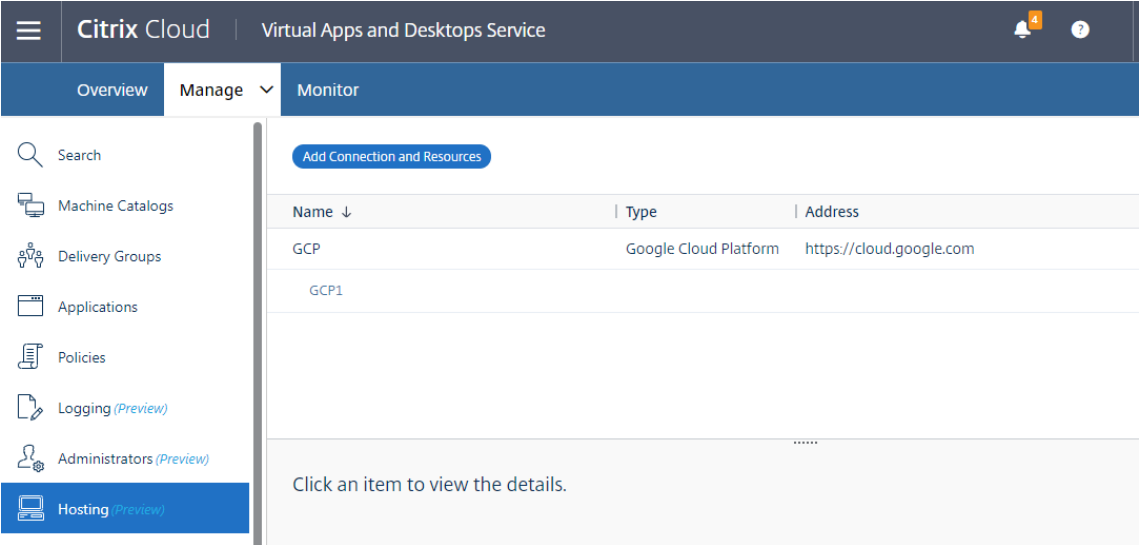 Citrix Cloud Virtual Apps and Desktops Service 4 ?
Overview Manage Monitor
Search
Machine Catalogs
Delivery Groups
Applications
Policies
Logging (Preview)
Administrators (Preview)
Hosting (Preview)
Add Connection and Resources
Name ↓ Type Address
GCP Google Cloud Platform https://cloud.google.com
GCP1
Click an item to view the details.